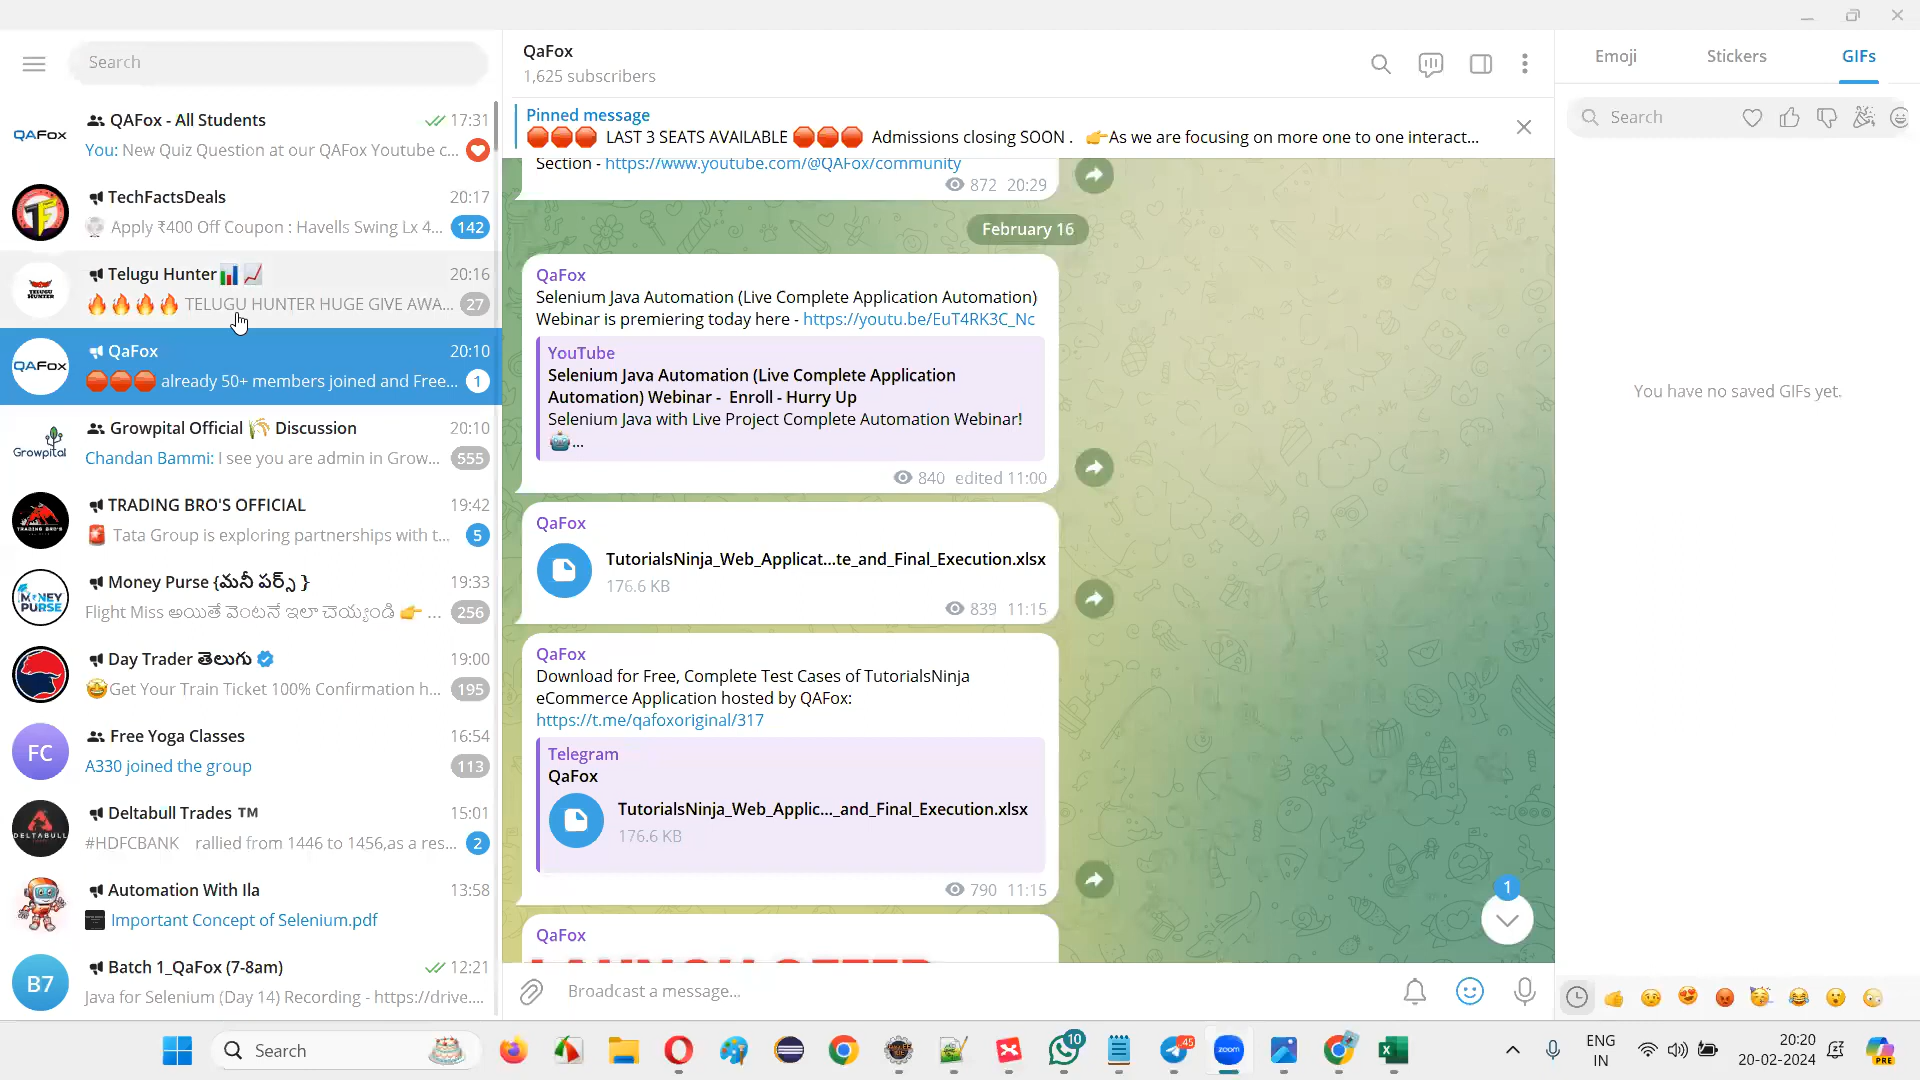 Search
QAFox - All Students
17:31
You: New Quiz Question at our QAFox Youtube c...
TechFactsDeals
20:17
Apply ₹400 Off Coupon : Havells Swing Lx 4...
142
Telugu Hunter
20:16
TELUGU HUNTER HUGE GIVE AWA...
27
QaFox
20:10
already 50+ members joined and Free...
1
Growpital Official Discussion
20:10
Chandan Bammi: I see you are admin in Grow...
555
TRADING BRO'S OFFICIAL
19:42
Tata Group is exploring partnerships with t...
5
Money Purse {మనీ పర్స్ }
19:33
Flight Miss అయితే వెంటనే ఇలా చెయ్యండి 👉 ...
256
Day Trader తెలుగు
19:00
🤩Get Your Train Ticket 100% Confirmation h...
195
FC
Free Yoga Classes
16:54
A330 joined the group
113
Deltabull Trades ™
15:01
#HDFCBANK rallied from 1446 to 1456,as a res...
2
Automation With Ila
13:58
Important Concept of Selenium.pdf
B7
Batch 1_QaFox (7-8am)
12:21
Java for Selenium (Day 14) Recording - https://drive....
QaFox
1,625 subscribers
Pinned message
🛑🛑🛑 LAST 3 SEATS AVAILABLE 🛑🛑🛑 Admissions closing SOON . 👉As we are focusing on more one to one interact...
Section - https://www.youtube.com/@QAFox/community
872 20:29
February 16
QaFox
Selenium Java Automation (Live Complete Application Automation)
Webinar is premiering today here - https://youtu.be/EuT4RK3C_Nc
YouTube
Selenium Java Automation (Live Complete Application
Automation) Webinar - Enroll - Hurry Up
Selenium Java with Live Project Complete Automation Webinar!
🤖...
840 edited 11:00
QaFox
TutorialsNinja_Web_Applicat...te_and_Final_Execution.xlsx
176.6 KB
839 11:15
QaFox
Download for Free, Complete Test Cases of TutorialsNinja
eCommerce Application hosted by QAFox:
https://t.me/qafoxoriginal/317
Telegram
QaFox
TutorialsNinja_Web_Applic..._and_Final_Execution.xlsx
176.6 KB
790 11:15
QaFox
LAUNCH OFFER
1
Broadcast a message...
Emoji
Stickers
GIFs
Search
You have no saved GIFs yet.
Search
10
45
zoom
ENG
IN
20:20
20-02-2024
PRE